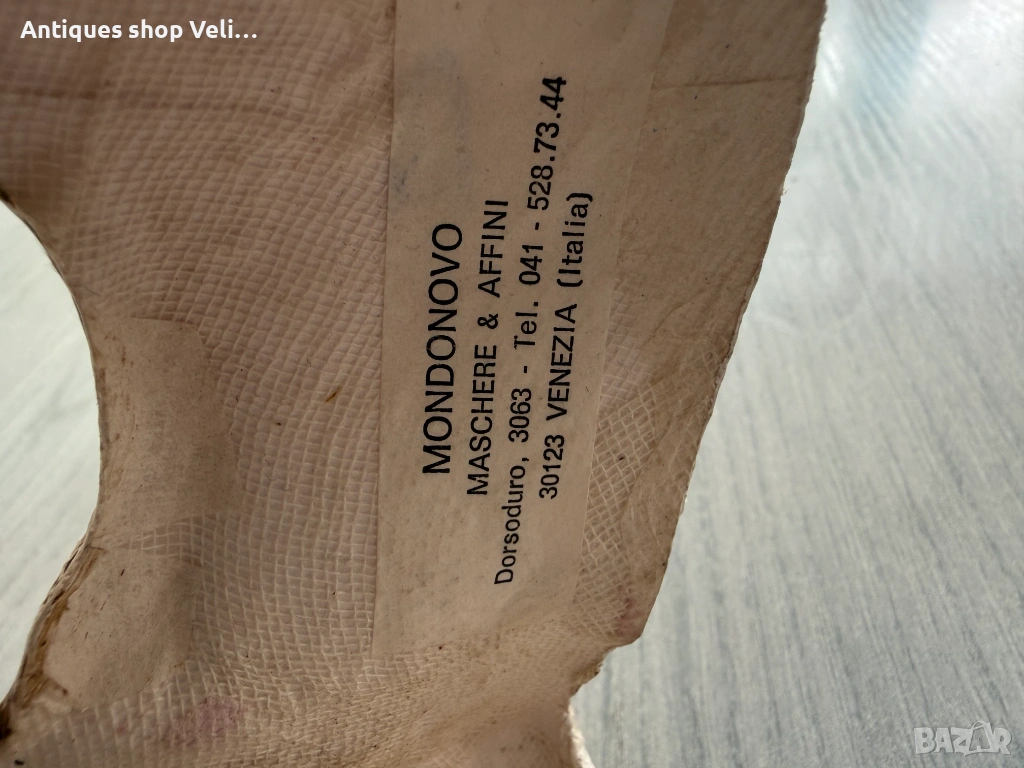 Antiques shop Veli...
MONDONOVO
MASCHERE & AFFINI
Dorsoduro, 3063 - Tel. 041 - 528.73.44
30123 VENEZIA (Italia)
BAZAR